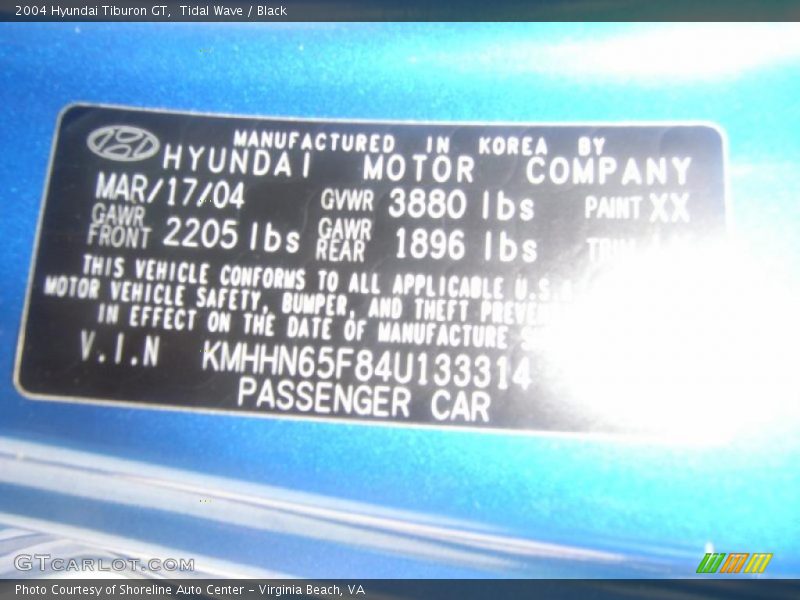 2004 Hyundai Tiburon GT, Tidal Wave / Black
MANUFACTURED IN KOREA BY
HYUNDAI MOTOR COMPANY
MAR/17/04 GVWR 3880 lbs PAINT XX
GAWR FRONT 2205 lbs GAWR REAR 1896 lbs TRIM
THIS VEHICLE CONFORMS TO ALL APPLICABLE U.S.A
MOTOR VEHICLE SAFETY, BUMPER, AND THEFT
IN EFFECT ON THE DATE OF MANUFACTURE
V.I.N KMHHN65F84U133314
PASSENGER CAR
GTCARLOT.COM
Photo Courtesy of Shoreline Auto Center - Virginia Beach, VA